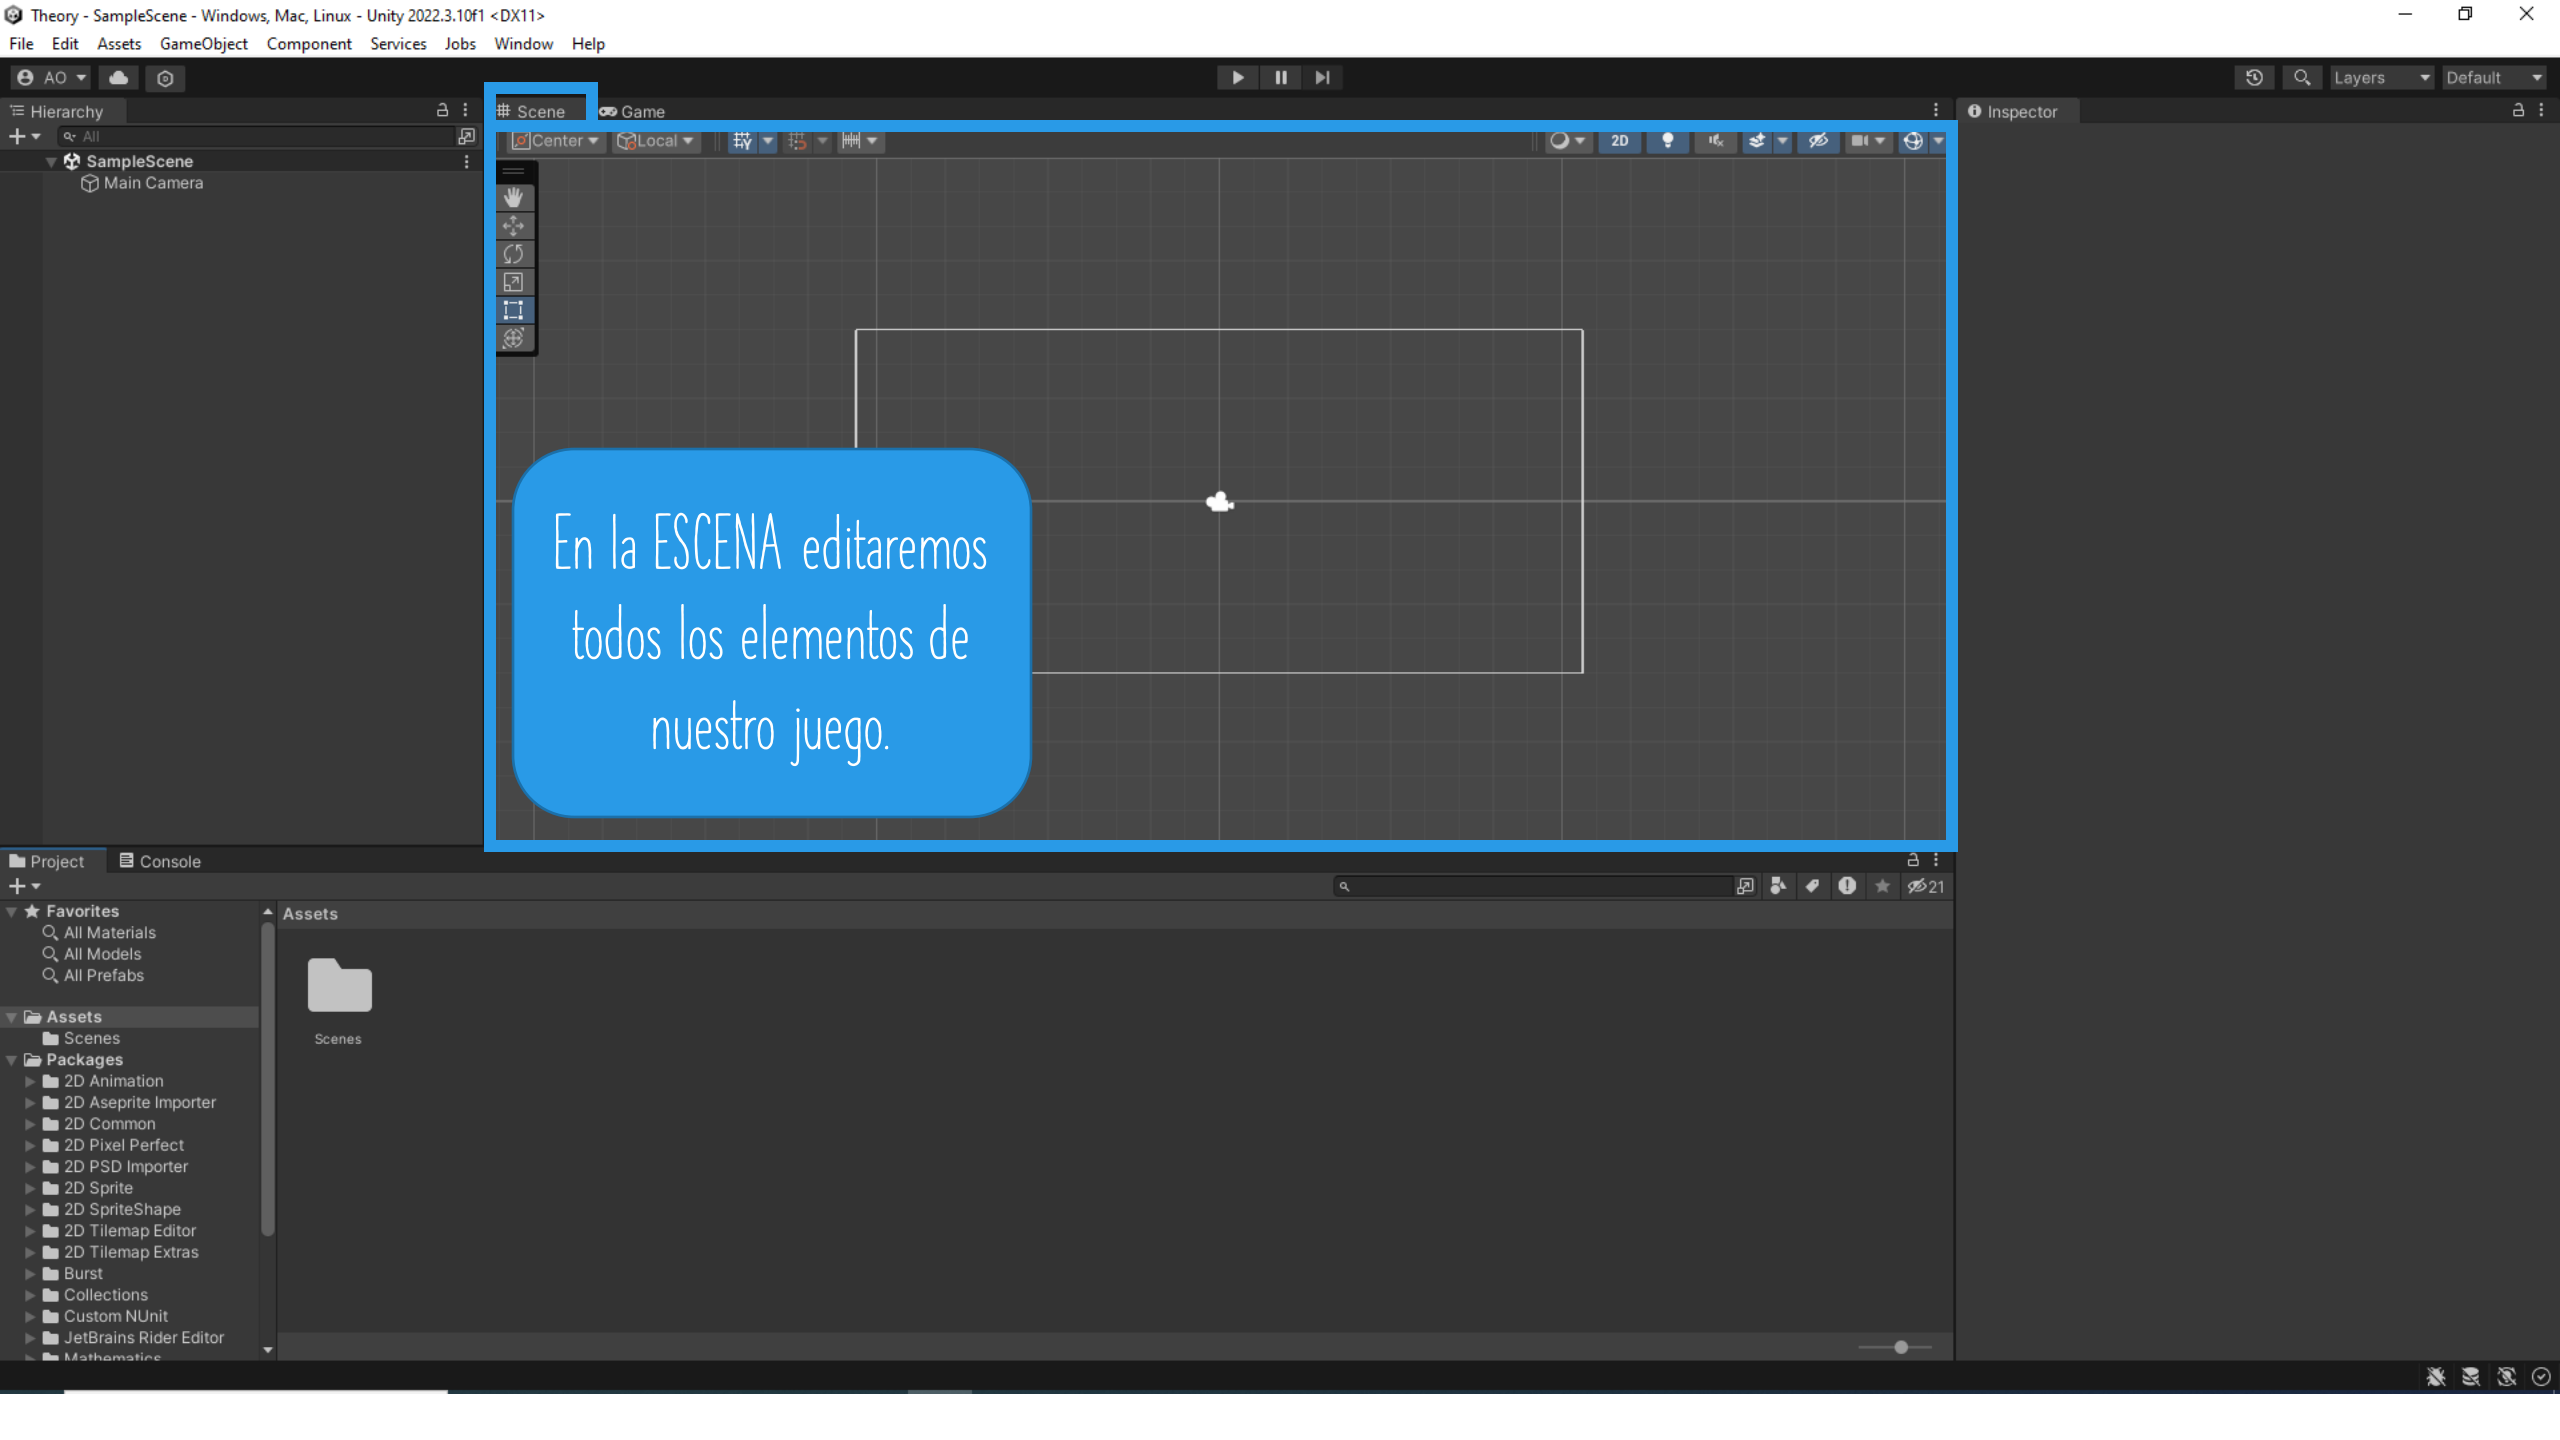 Theory - SampleScene - Windows, Mac, Linux - Unity 2022.3.10f1 <DX11>
File Edit Assets GameObject Component Services Jobs Window Help
AO
Layers
Default
Hierarchy
All
SampleScene
Main Camera
Scene
Game
Center
Local
2D
Inspector
En la ESCENA editaremos
todos los elementos de
nuestro juego.
Project
Console
21
Favorites
All Materials
All Models
All Prefabs
Assets
Scenes
Packages
2D Animation
2D Aseprite Importer
2D Common
2D Pixel Perfect
2D PSD Importer
2D Sprite
2D SpriteShape
2D Tilemap Editor
2D Tilemap Extras
Burst
Collections
Custom NUnit
JetBrains Rider Editor
Mathematics
Assets
Scenes